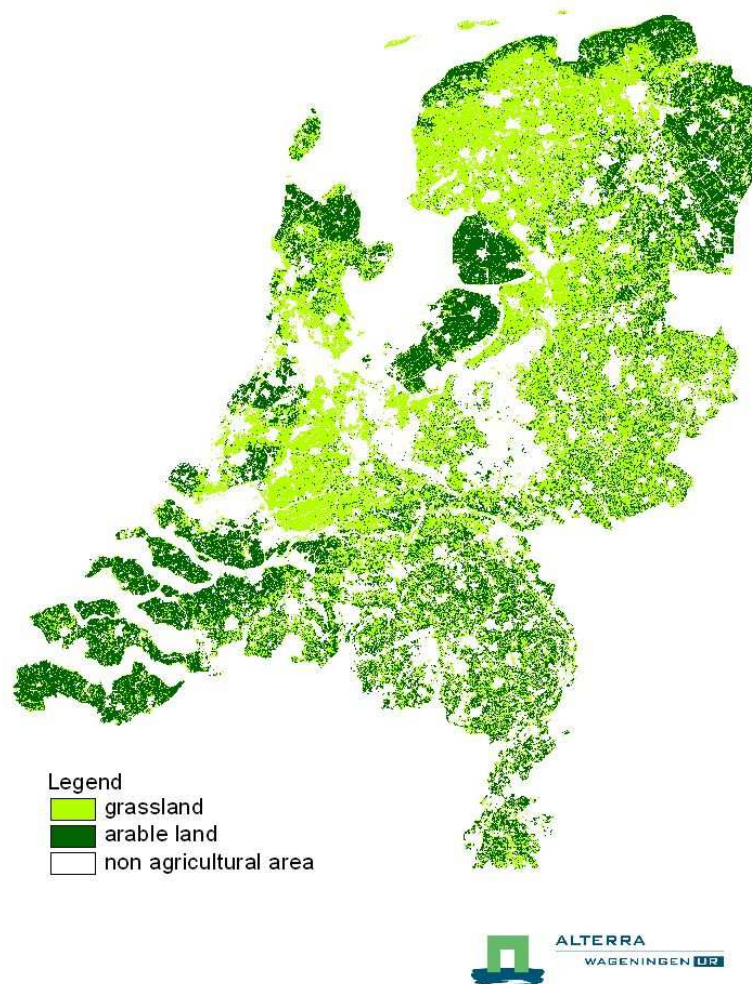 Legend
grassland
arable land
non agricultural area
ALTERRA
WAGENINGEN UR